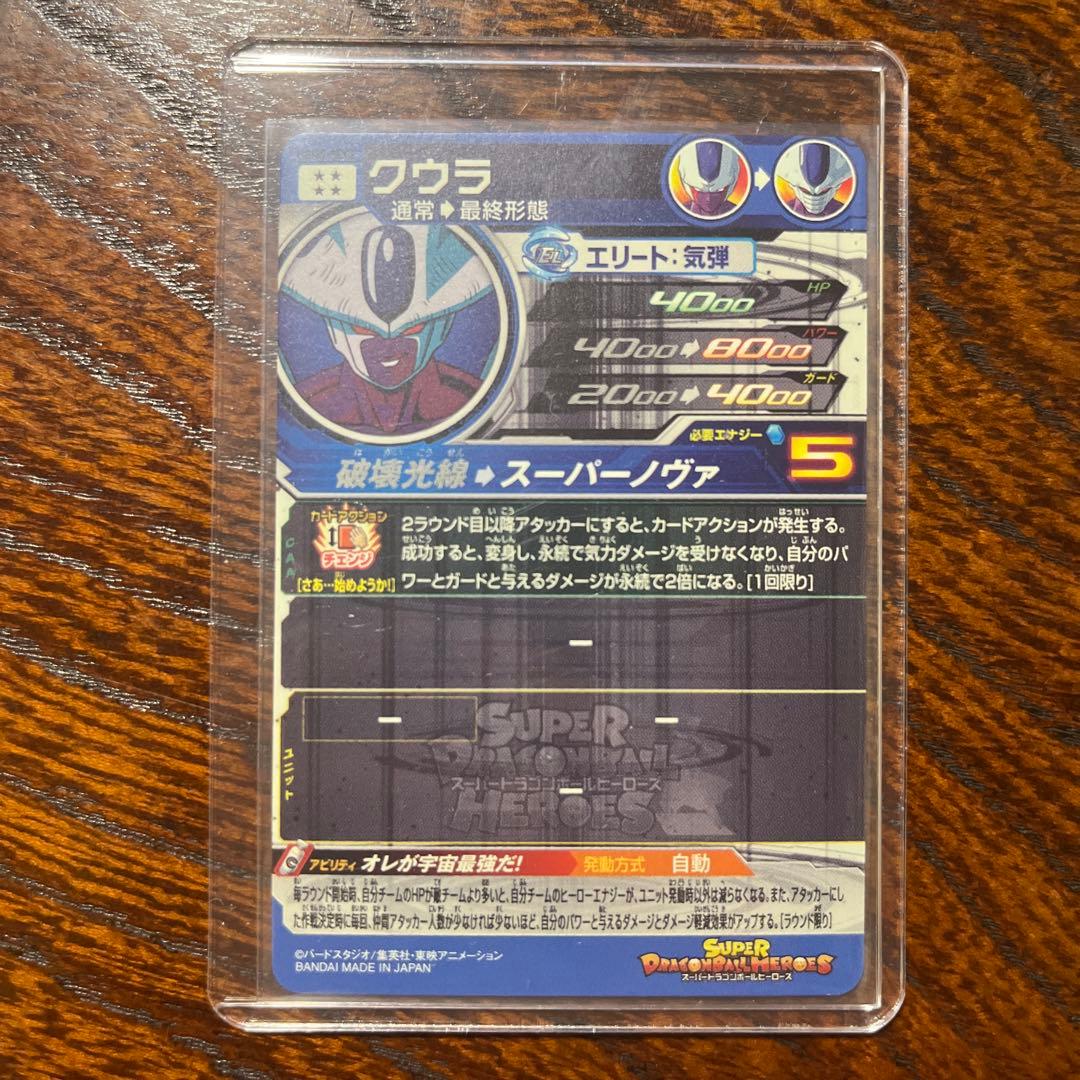 ★★
★★
クウラ
通常➡最終形態
EL
エリート:気弾
HP
4000
パワー
4000➡8000
ガード
2000➡4000
必要エナジー
5
は かい こう せん
破壊光線➡スーパーノヴァ
カードアクション
チェンジ
[さあ…始めようか!]
CAA
2ラウンド目以降アタッカーにすると、カードアクションが発生する。
成功すると、変身し、永続で気力ダメージを受けなくなり、自分のパ
ワーとガードと与えるダメージが永続で2倍になる。[1回限り]
ー
ユニット
ー
ー
ー
SUPER
DRAGONBALL
スーパードラゴンボールヒーローズ
HEROES
アビリティ オレが宇宙最強だ!
発動方式 自動
毎ラウンド開始時、自分チームのHPが敵チームより多いと、自分チームのヒーローエナジーが、ユニット発動時以外は減らなくなる。また、アタッカーにし
た作戦決定時に毎回、仲間アタッカー人数が少なければ少ないほど、自分のパワーと与えるダメージとダメージ軽減効果がアップする。[ラウンド限り]
©バードスタジオ/集英社・東映アニメーション
BANDAI MADE IN JAPAN
SUPER
DRAGONBALL HEROES
スーパードラゴンボールヒーローズ